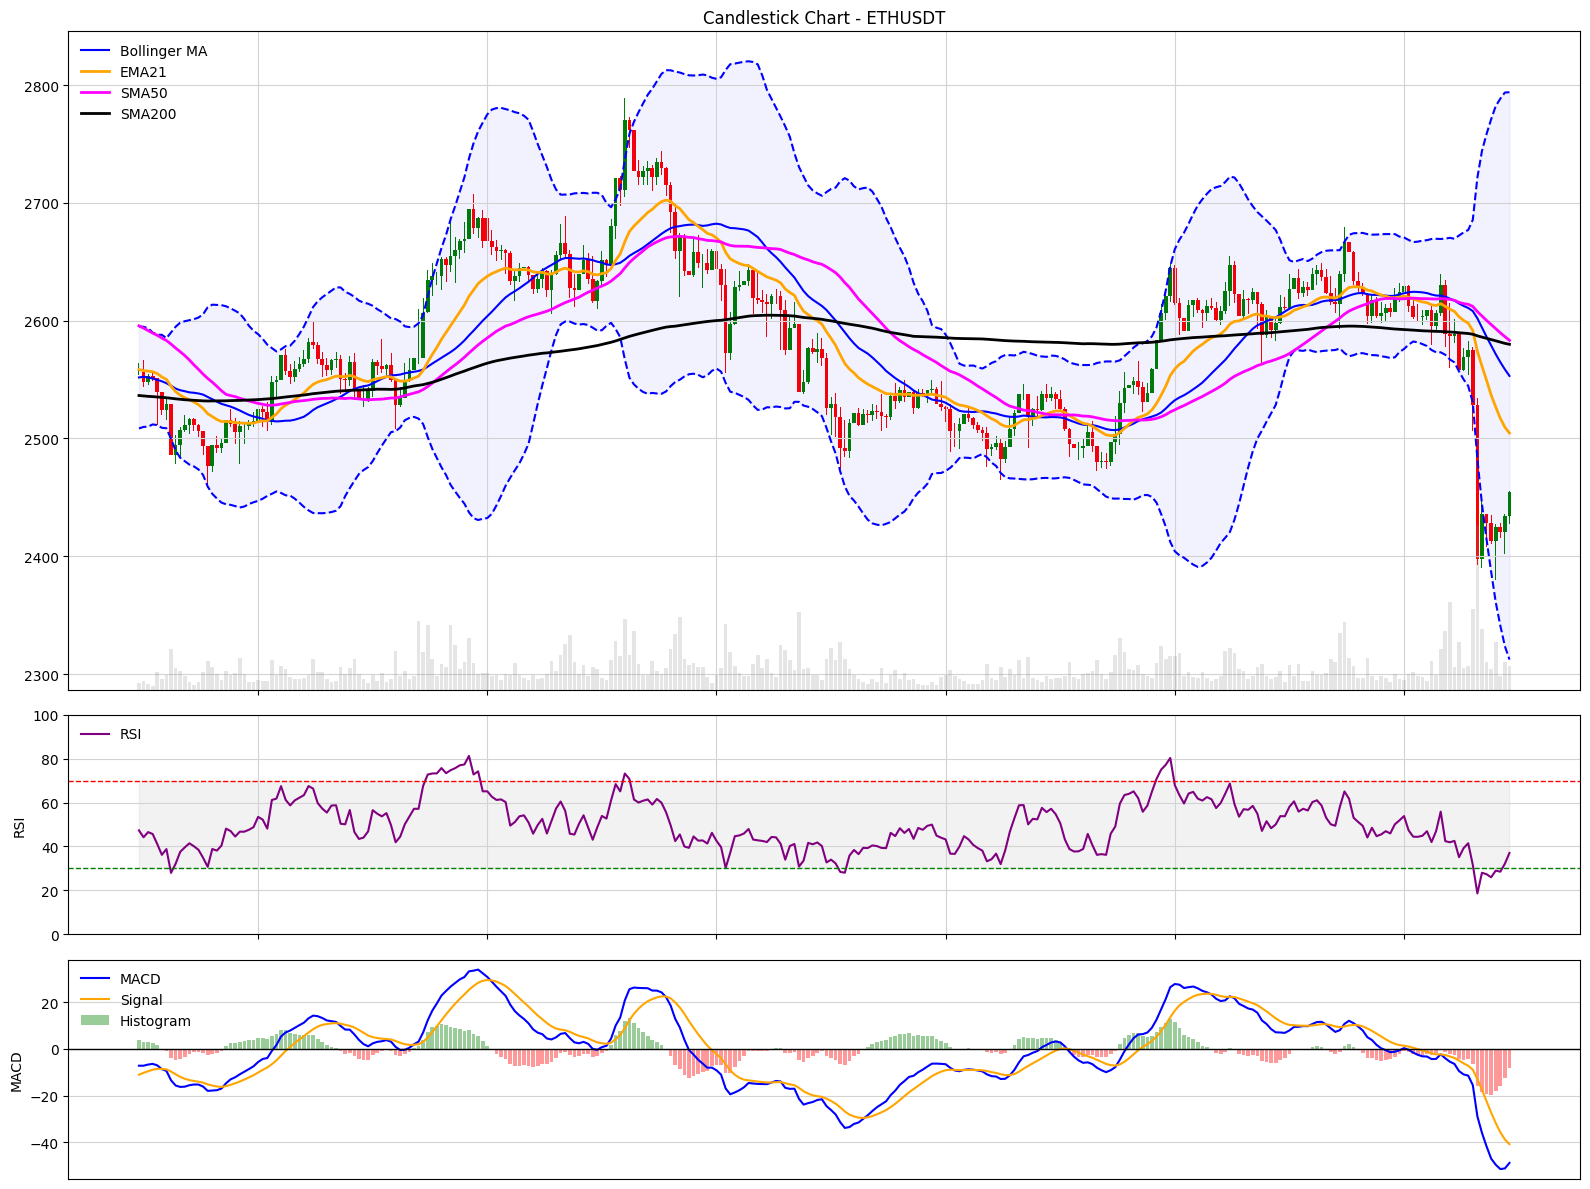 Candlestick Chart - ETHUSDT
Bollinger MA
EMA21
SMA50
SMA200
2800
2700
2600
2500
2400
2300
RSI
100
80
60
40
20
0
RSI
MACD
Signal
Histogram
20
0
−20
−40
MACD